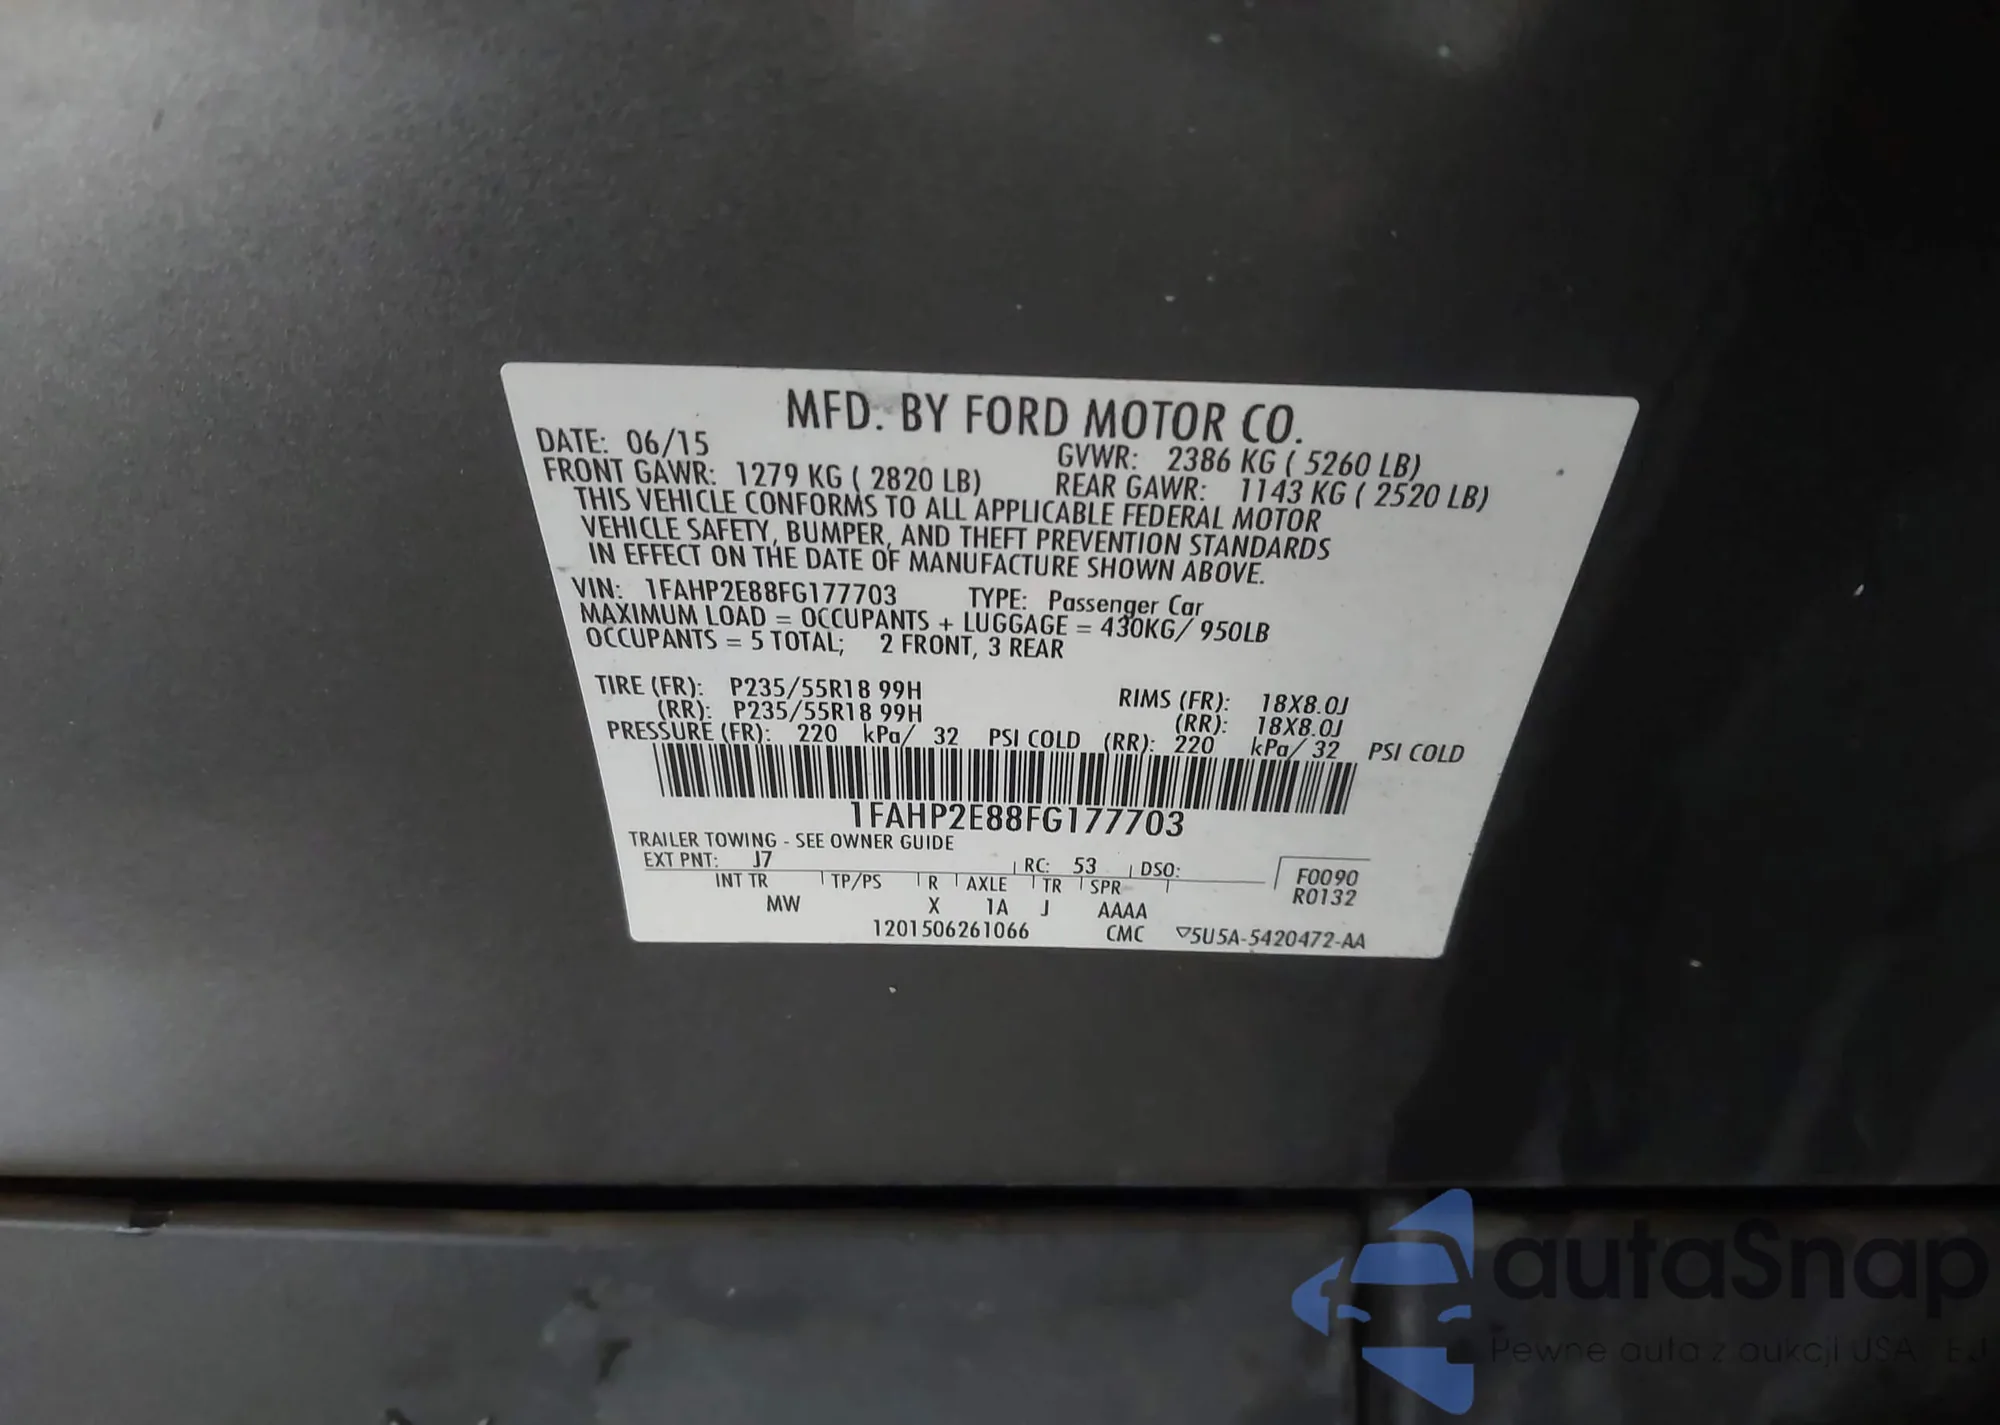 MFD. BY FORD MOTOR CO.
DATE: 06/15 GVWR: 2386 KG ( 5260 LB)
FRONT GAWR: 1279 KG ( 2820 LB) REAR GAWR: 1143 KG ( 2520 LB)
THIS VEHICLE CONFORMS TO ALL APPLICABLE FEDERAL MOTOR
VEHICLE SAFETY, BUMPER, AND THEFT PREVENTION STANDARDS
IN EFFECT ON THE DATE OF MANUFACTURE SHOWN ABOVE.
VIN: 1FAHP2E88FG177703 TYPE: Passenger Car
MAXIMUM LOAD = OCCUPANTS + LUGGAGE = 430KG/ 950LB
OCCUPANTS = 5 TOTAL; 2 FRONT, 3 REAR
TIRE (FR): P235/55R18 99H RIMS (FR): 18X8.0J
(RR): P235/55R18 99H (RR): 18X8.0J
PRESSURE (FR): 220 kPa/ 32 PSI COLD (RR): 220 kPa/ 32 PSI COLD
1FAHP2E88FG177703
TRAILER TOWING - SEE OWNER GUIDE
EXT PNT: J7 RC: 53 DSO: F0090
INT TR TP/PS R AXLE TR SPR R0132
MW X 1A J AAAA
1201506261066 CMC ▽5U5A-5420472-AA
autaSnap
Pewne auto z aukcji USA i EU